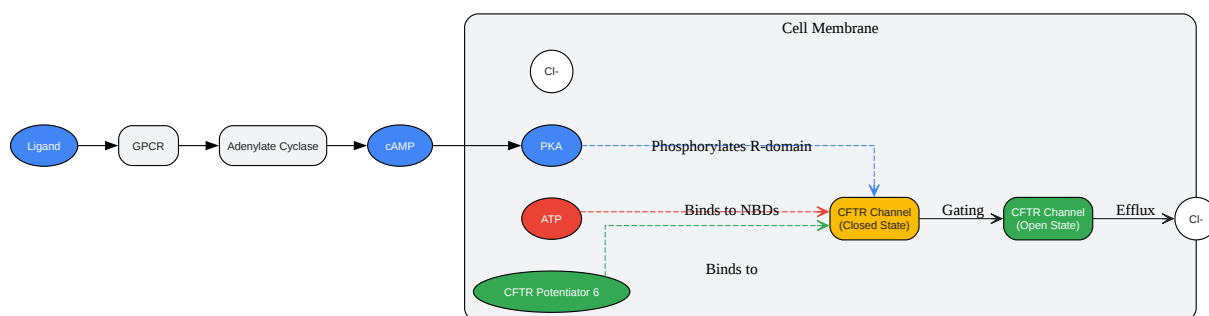 Cell Membrane
Cl-
Ligand
GPCR
Adenylate Cyclase
cAMP
PKA
Phosphorylates R-domain
ATP
Binds to NBDs
CFTR Channel
(Closed State)
Gating
CFTR Channel
(Open State)
Efflux
Cl-
Binds to
CFTR Potentiator 6